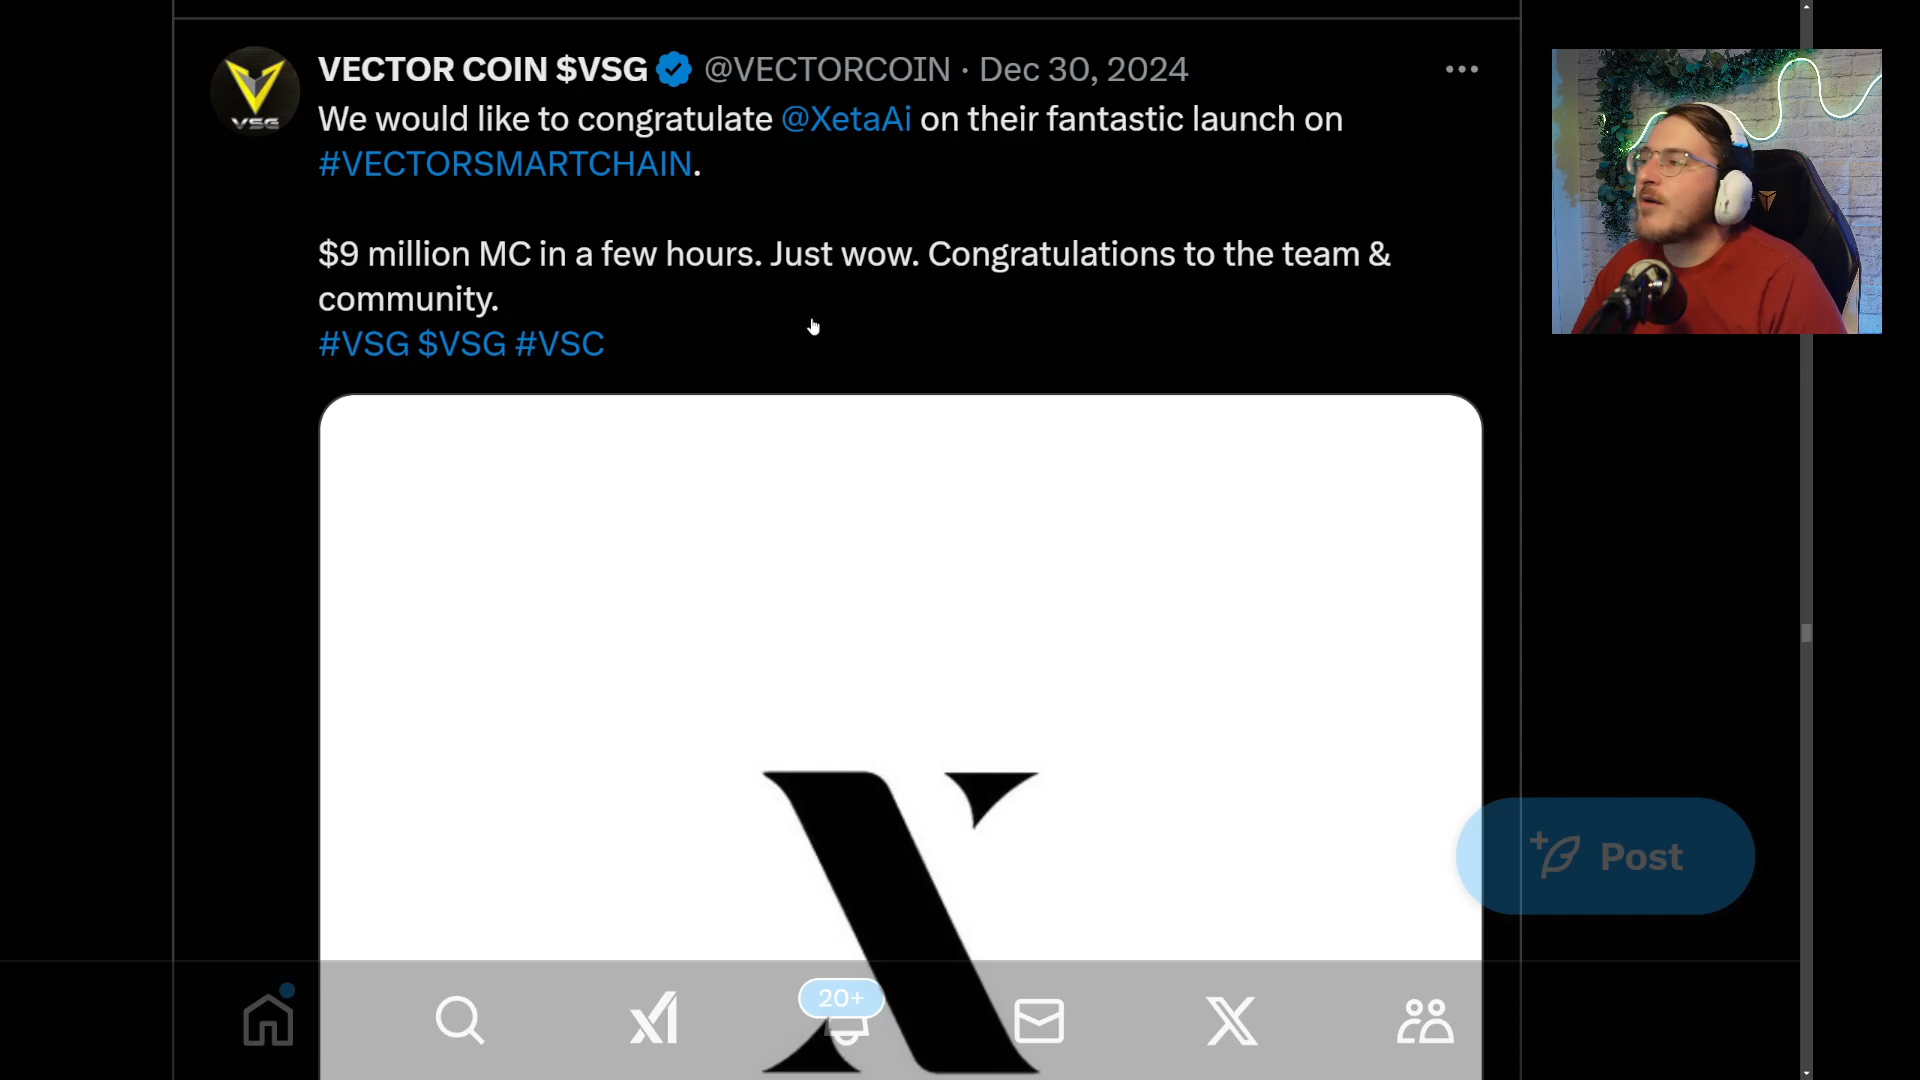 VECTOR COIN $VSG @VECTORCOIN · Dec 30, 2024
We would like to congratulate @XetaAi on their fantastic launch on
#VECTORSMARTCHAIN.
$9 million MC in a few hours. Just wow. Congratulations to the team &
community.
#VSG $VSG #VSC
VSG
Post
20+